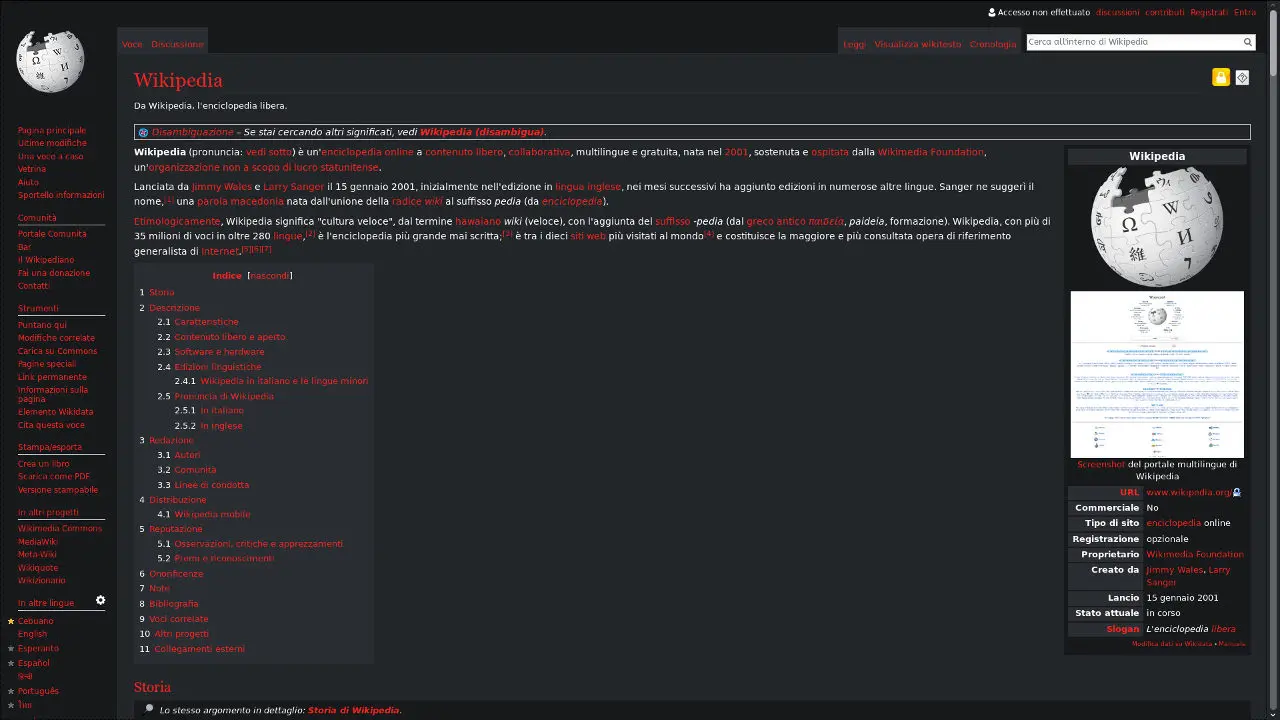 Accesso non effettuato discussioni contributi Registrati Entra
Voce Discussione Leggi Visualizza wikitesto Cronologia Cerca all'interno di Wikipedia
Wikipedia
Da Wikipedia, l'enciclopedia libera.
Disambiguazione – Se stai cercando altri significati, vedi Wikipedia (disambigua).
Wikipedia (pronuncia: vedi sotto) è un'enciclopedia online a contenuto libero, collaborativa, multilingue e gratuita, nata nel 2001, sostenuta e ospitata dalla Wikimedia Foundation,
un'organizzazione non a scopo di lucro statunitense.
Lanciata da Jimmy Wales e Larry Sanger il 15 gennaio 2001, inizialmente nell'edizione in lingua inglese, nei mesi successivi ha aggiunto edizioni in numerose altre lingue. Sanger ne suggerì il
nome,[1] una parola macedonia nata dall'unione della radice wiki al suffisso pedia (da enciclopedia).
Etimologicamente, Wikipedia significa "cultura veloce", dal termine hawaiano wiki (veloce), con l'aggiunta del suffisso -pedia (dal greco antico παιδεία, paideia, formazione). Wikipedia, con più di
35 milioni di voci in oltre 280 lingue,[2] è l'enciclopedia più grande mai scritta;[3] è tra i dieci siti web più visitati al mondo[4] e costituisce la maggiore e più consultata opera di riferimento
generalista di Internet.[5][6][7]
Indice [nascondi]
1 Storia
2 Descrizione
2.1 Caratteristiche
2.2 Contenuto libero e aperto
2.3 Software e hardware
2.4 Edizioni linguistiche
2.4.1 Wikipedia in italiano e le lingue minori
2.5 Pronuncia di Wikipedia
2.5.1 In italiano
2.5.2 In inglese
3 Redazione
3.1 Autori
3.2 Comunità
3.3 Linee di condotta
4 Distribuzione
4.1 Wikipedia mobile
5 Reputazione
5.1 Osservazioni, critiche e apprezzamenti
5.2 Premi e riconoscimenti
6 Onorificenze
7 Note
8 Bibliografia
9 Voci correlate
10 Altri progetti
11 Collegamenti esterni
Storia
Lo stesso argomento in dettaglio: Storia di Wikipedia.
Wikipedia
Screenshot del portale multilingue di
Wikipedia
URL www.wikipedia.org/
Commerciale No
Tipo di sito enciclopedia online
Registrazione opzionale
Proprietario Wikimedia Foundation
Creato da Jimmy Wales, Larry
Sanger
Lancio 15 gennaio 2001
Stato attuale in corso
Slogan L'enciclopedia libera
Modifica dati su Wikidata • Manuale
Pagina principale
Ultime modifiche
Una voce a caso
Vetrina
Aiuto
Sportello informazioni
Comunità
Portale Comunità
Bar
Il Wikipediano
Fai una donazione
Contatti
Strumenti
Puntano qui
Modifiche correlate
Carica su Commons
Pagine speciali
Link permanente
Informazioni sulla
pagina
Elemento Wikidata
Cita questa voce
Stampa/esporta
Crea un libro
Scarica come PDF
Versione stampabile
In altri progetti
Wikimedia Commons
MediaWiki
Meta-Wiki
Wikiquote
Wikizionario
In altre lingue
Cebuano
English
Esperanto
Español
हिन्दी
Português
ไทย